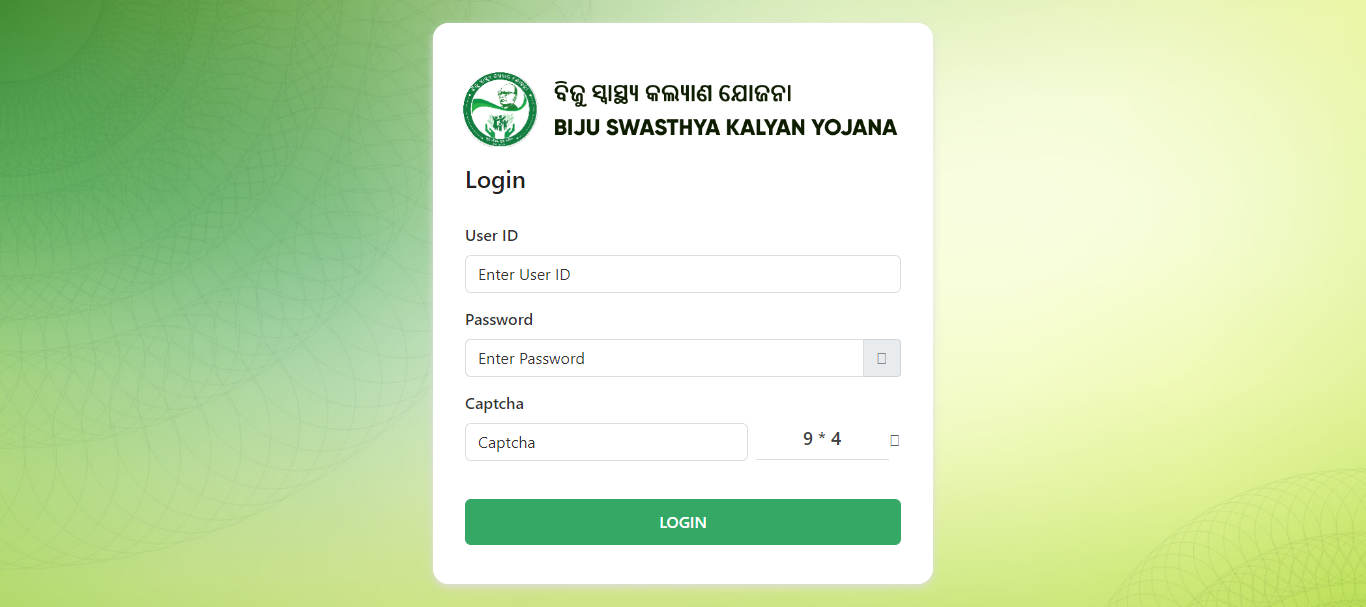 ବିଜୁ ସ୍ୱାସ୍ଥ୍ୟ କଲ୍ୟାଣ ଯୋଜନା
BIJU SWASTHYA KALYAN YOJANA
Login
User ID
Enter User ID
Password
Enter Password
Captcha
Captcha
9 * 4
LOGIN